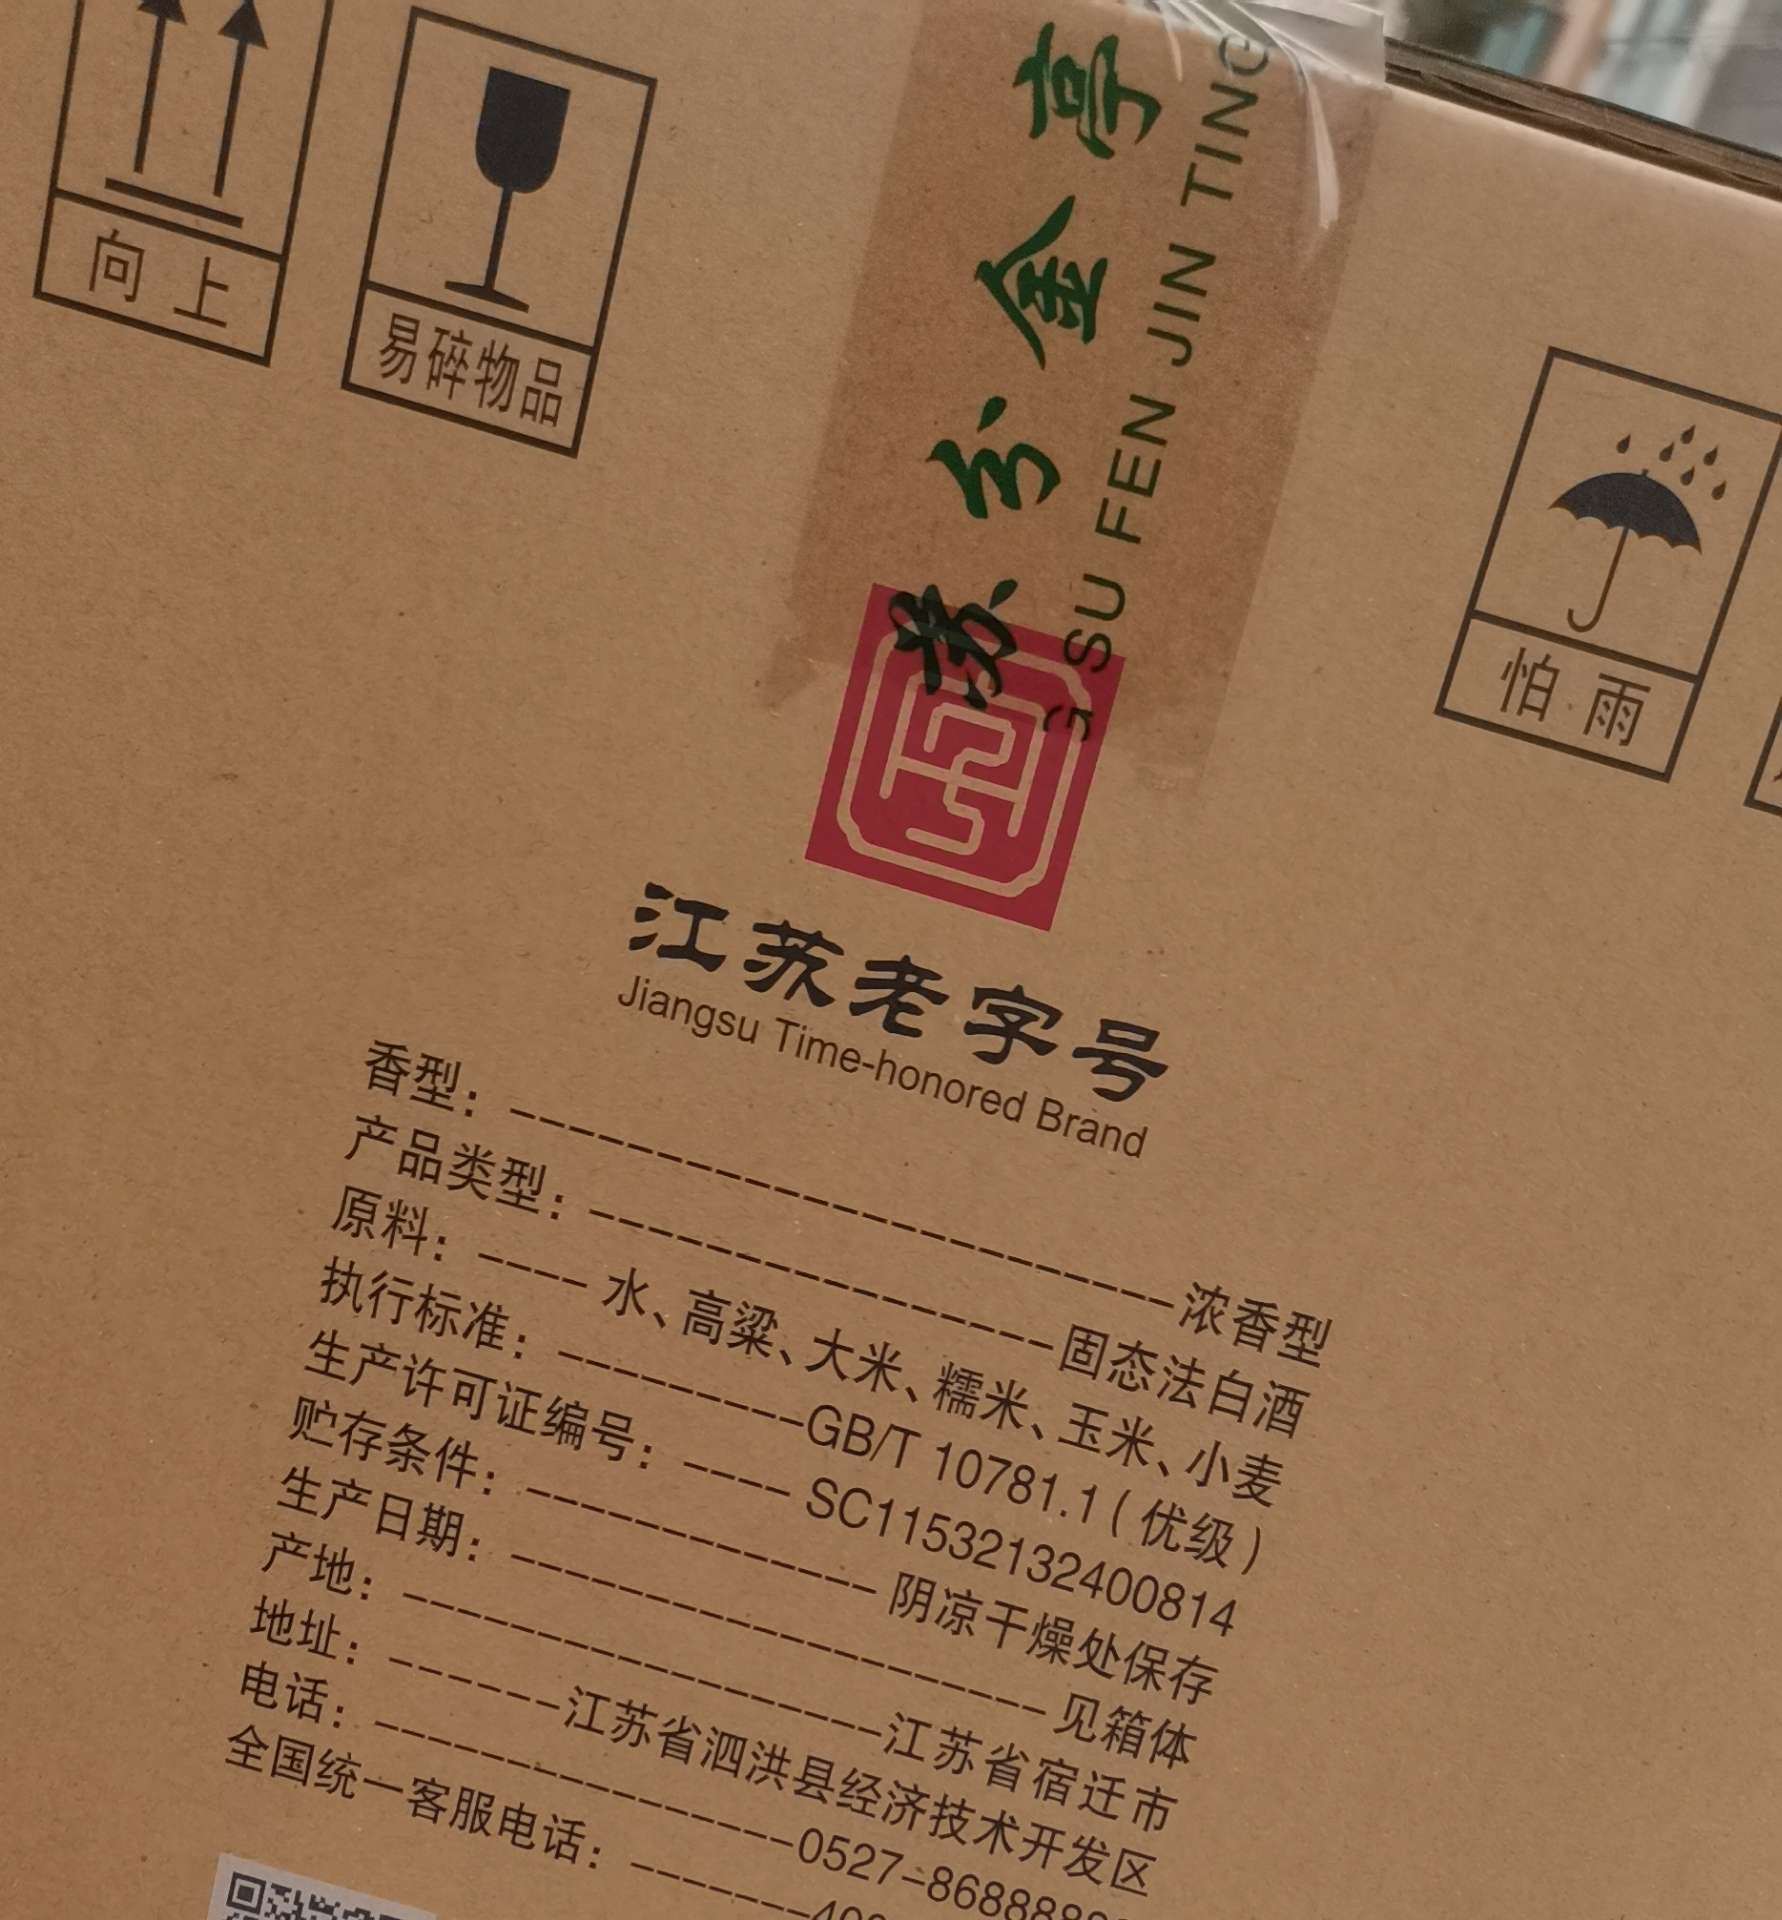 向上
易碎物品
苏分金亭
SU FEN JIN TING
怕雨
江苏老字号
Jiangsu Time-honored Brand
香型：------浓香型
产品类型：------固态法白酒
原料：------水、高粱、大米、糯米、玉米、小麦
执行标准：------GB/T 10781.1（优级）
生产许可证编号：------SC11532132400814
贮存条件：------阴凉干燥处保存
生产日期：------见箱体
产地：------江苏省宿迁市
地址：------江苏省泗洪县经济技术开发区
电话：------0527-868888
全国统一客服电话：------400